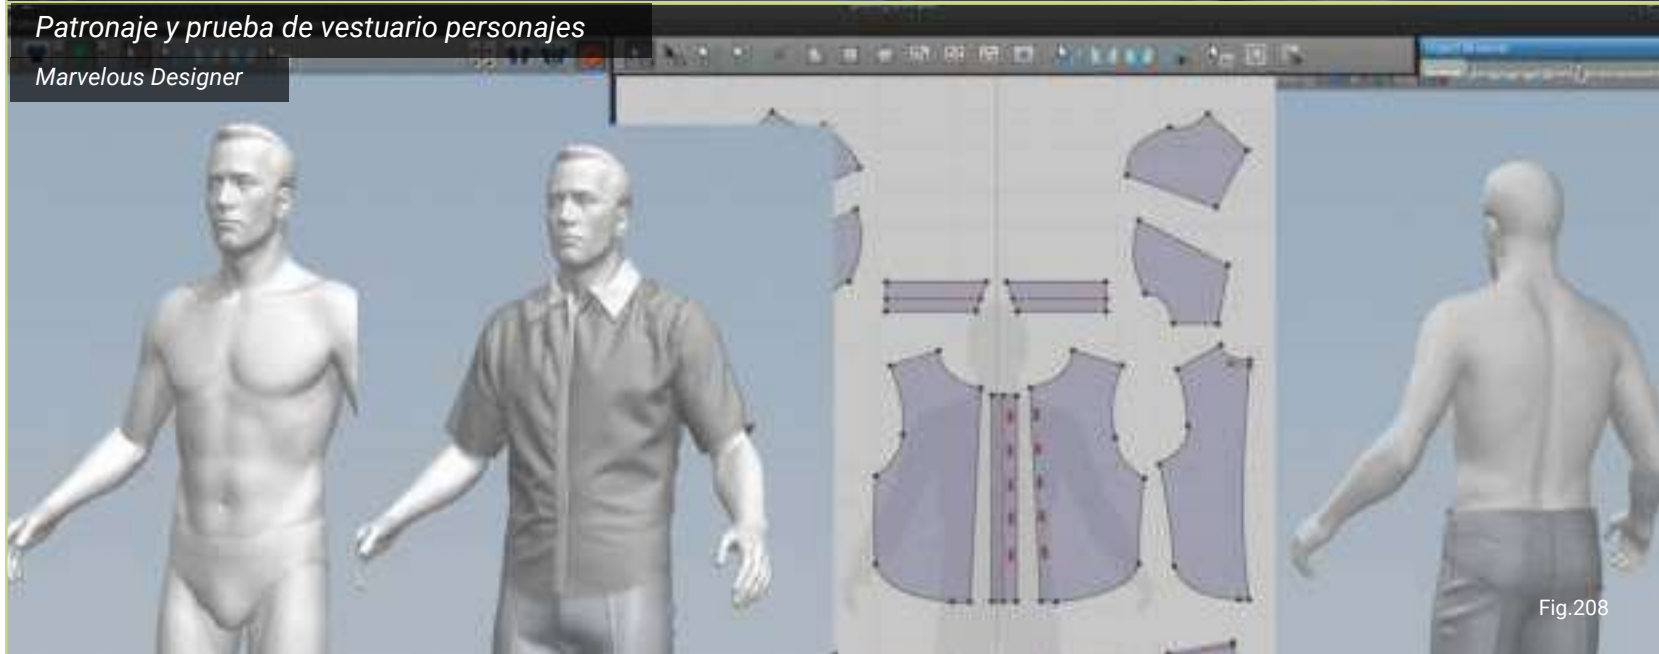 Patronaje y prueba de vestuario personajes
Marvelous Designer
Fig.208